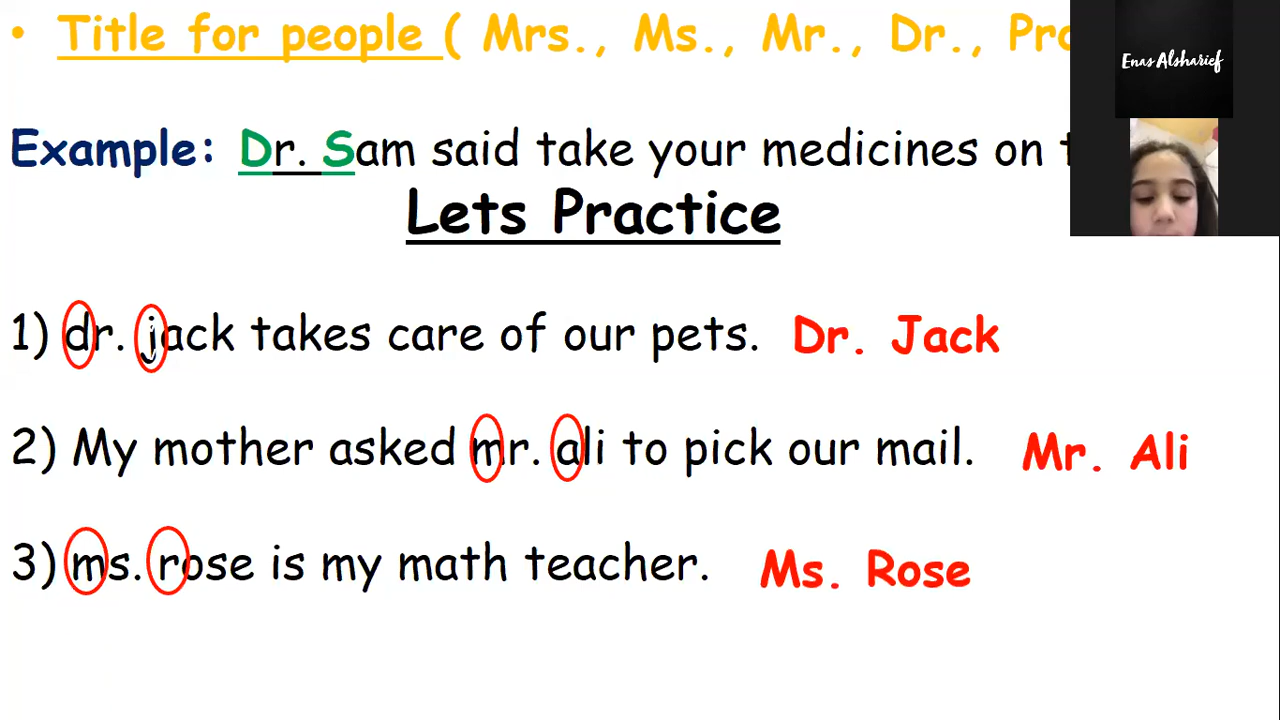 • Title for people ( Mrs., Ms., Mr., Dr.,
Enas Alsharief
Example: Dr. Sam said take your medicines on
Lets Practice
1) dr. jack takes care of our pets. Dr. Jack
2) My mother asked mr. ali to pick our mail. Mr. Ali
3) ms. rose is my math teacher. Ms. Rose